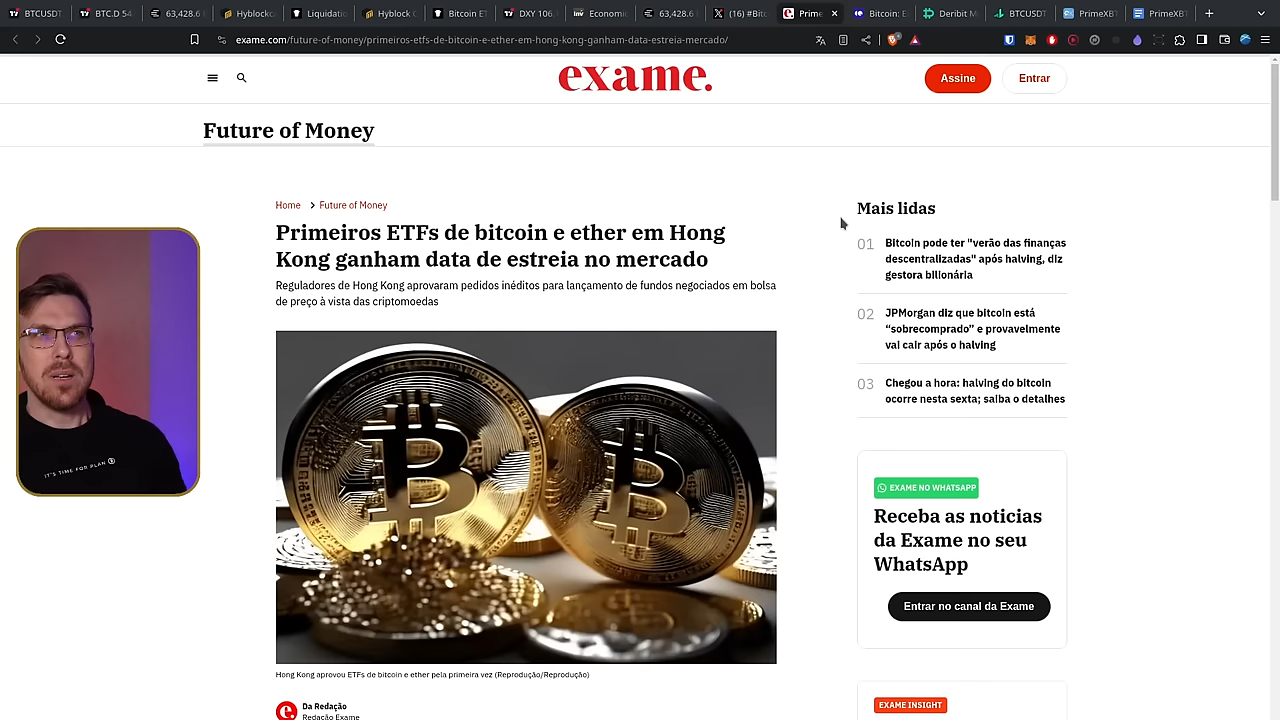 BTCUSDT
BTC.D 54.
63,428.6
Hyblockc
Liquidatio
Hyblock C
Bitcoin ET
DXY 106.
Economic
63,428.6
(16) #Bitc
Prime
Bitcoin: E
Deribit M
BTCUSDT
PrimeXBT
PrimeXBT
exame.com/future-of-money/primeiros-etfs-de-bitcoin-e-ether-em-hong-kong-ganham-data-estreia-mercado/
exame.
Assine
Entrar
Future of Money
Home
Future of Money
Primeiros ETFs de bitcoin e ether em Hong
Kong ganham data de estreia no mercado
Reguladores de Hong Kong aprovaram pedidos inéditos para lançamento de fundos negociados em bolsa
de preço à vista das criptomoedas
IT'S TIME FOR PLAN ₿
Hong Kong aprovou ETFs de bitcoin e ether pela primeira vez (Reprodução/Reprodução)
Da Redação
Redação Exame
Mais lidas
01
Bitcoin pode ter "verão das finanças
descentralizadas" após halving, diz
gestora bilionária
02
JPMorgan diz que bitcoin está
“sobrecomprado” e provavelmente
vai cair após o halving
03
Chegou a hora: halving do bitcoin
ocorre nesta sexta; saiba o detalhes
EXAME NO WHATSAPP
Receba as noticias
da Exame no seu
WhatsApp
Entrar no canal da Exame
EXAME INSIGHT